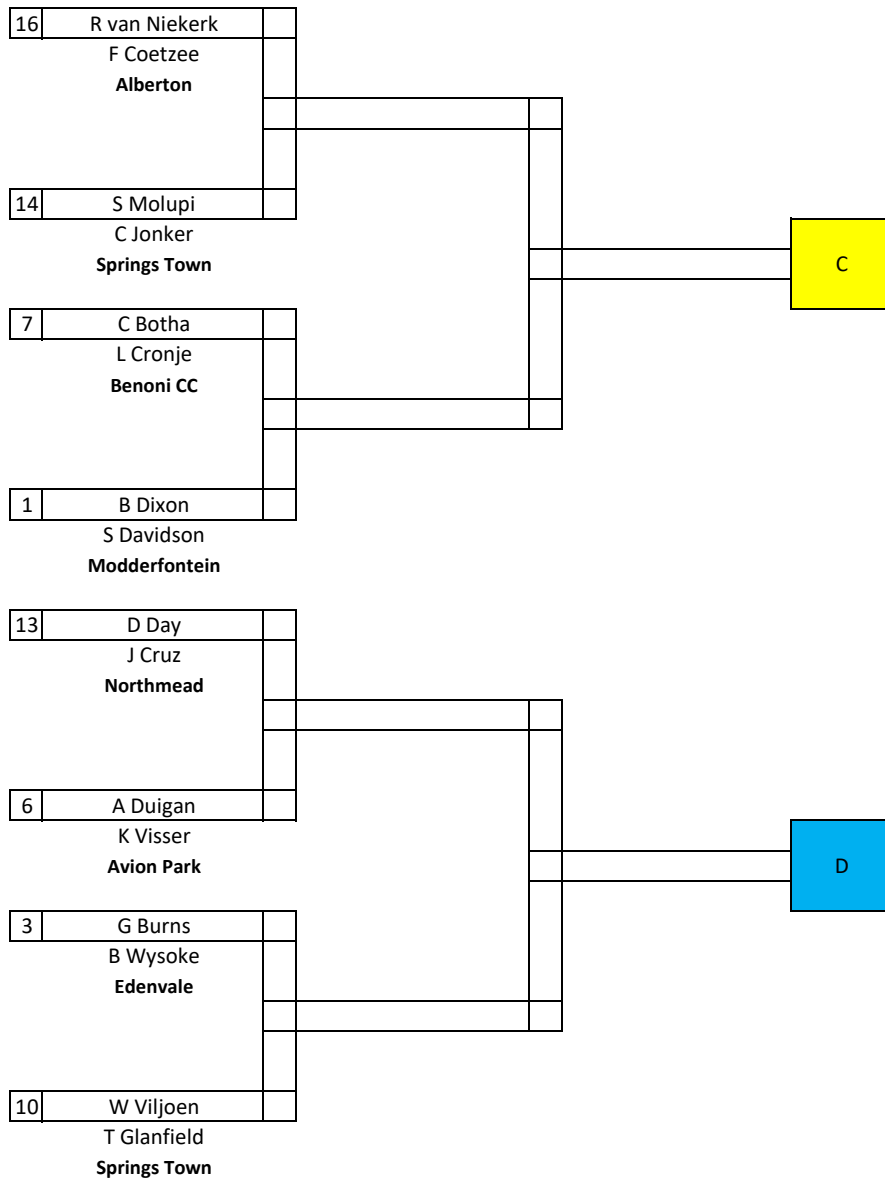 16 R van Niekerk
F Coetzee
Alberton
14 S Molupi
C Jonker
Springs Town
C
7 C Botha
L Cronje
Benoni CC
1 B Dixon
S Davidson
Modderfontein
13 D Day
J Cruz
Northmead
6 A Duigan
K Visser
Avion Park
D
3 G Burns
B Wysoke
Edenvale
10 W Viljoen
T Glanfield
Springs Town